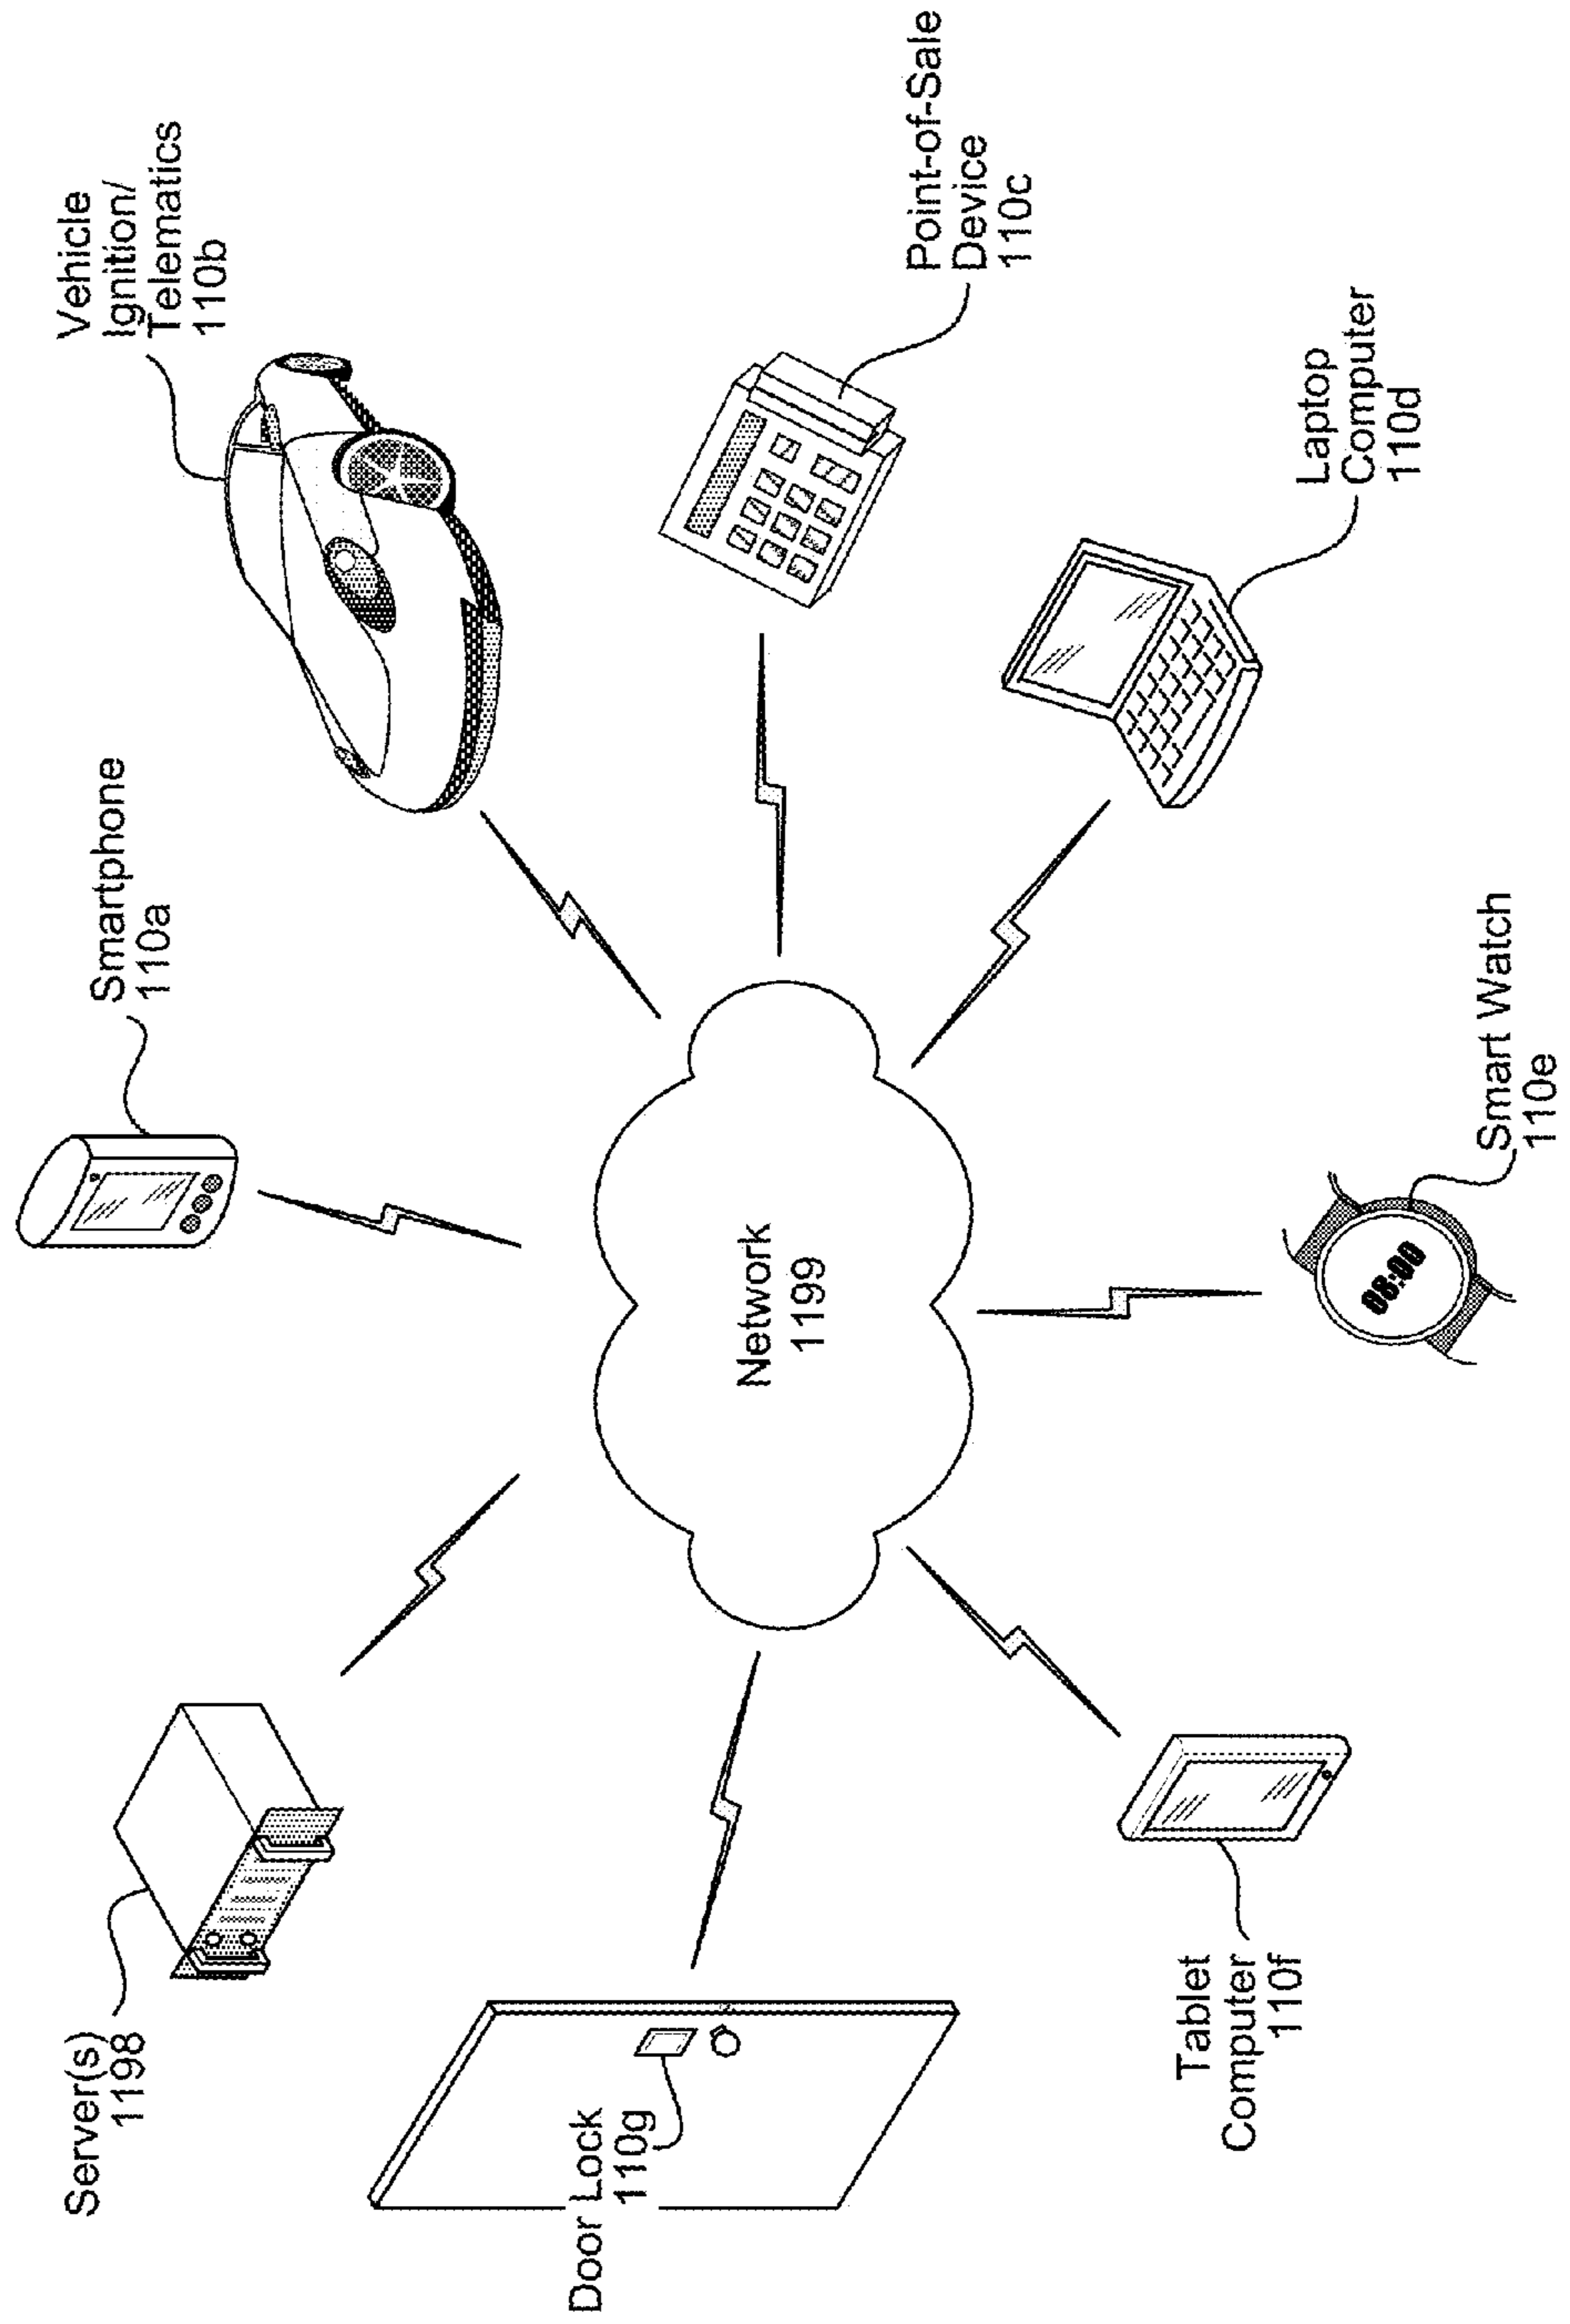 Server(s)
1198
Smartphone
110a
Vehicle
Ignition/
Telematics
110b
Door Lock
110g
Network
1199
Point-of-Sale
Device
110c
Tablet
Computer
110f
08:00
Smart Watch
110e
Laptop
Computer
110d